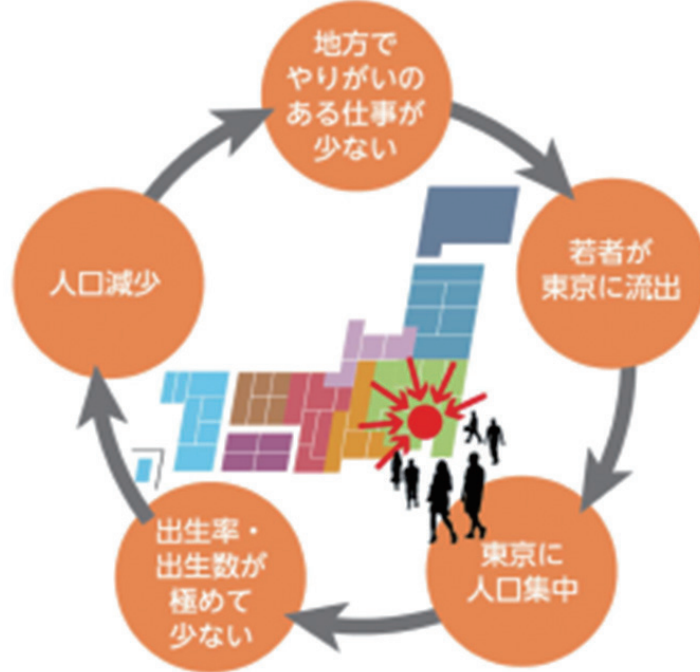 地方で
やりがいの
ある仕事が
少ない
若者が
東京に流出
東京に
人口集中
出生率・
出生数が
極めて
少ない
人口減少